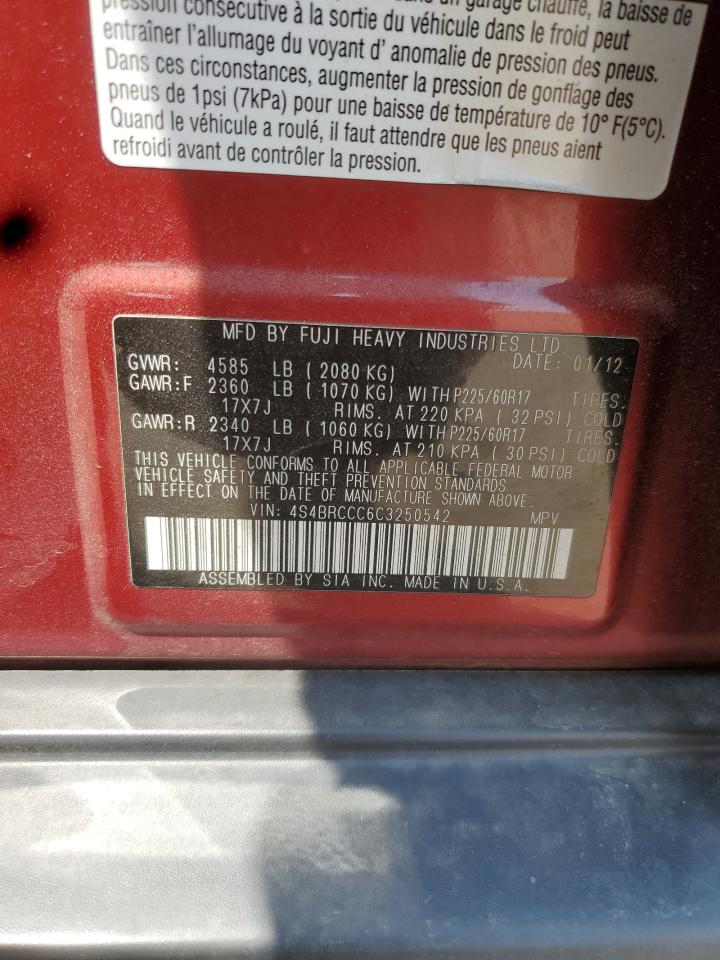 pression consécutive à la sortie du véhicule dans le froid peut
entraîner l'allumage du voyant d' anomalie de pression des pneus.
Dans ces circonstances, augmenter la pression de gonflage des
pneus de 1psi (7kPa) pour une baisse de température de 10° F(5°C).
Quand le véhicule a roulé, il faut attendre que les pneus aient
refroidi avant de contrôler la pression.
MFD BY FUJI HEAVY INDUSTRIES LTD
GVWR: 4585 LB ( 2080 KG) DATE: 01/12
GAWR:F 2360 LB ( 1070 KG) WITH P225/60R17 TIRES.
17X7J RIMS. AT 220 KPA ( 32 PSI) COLD
GAWR:R 2340 LB ( 1060 KG) WITH P225/60R17 TIRES.
17X7J RIMS. AT 210 KPA ( 30 PSI) COLD
THIS VEHICLE CONFORMS TO ALL APPLICABLE FEDERAL MOTOR
VEHICLE SAFETY AND THEFT PREVENTION STANDARDS
IN EFFECT ON THE DATE OF MANUFACTURE SHOWN ABOVE.
VIN: 4S4BRCCC6C3250542 MPV
ASSEMBLED BY SIA INC. MADE IN U.S.A.